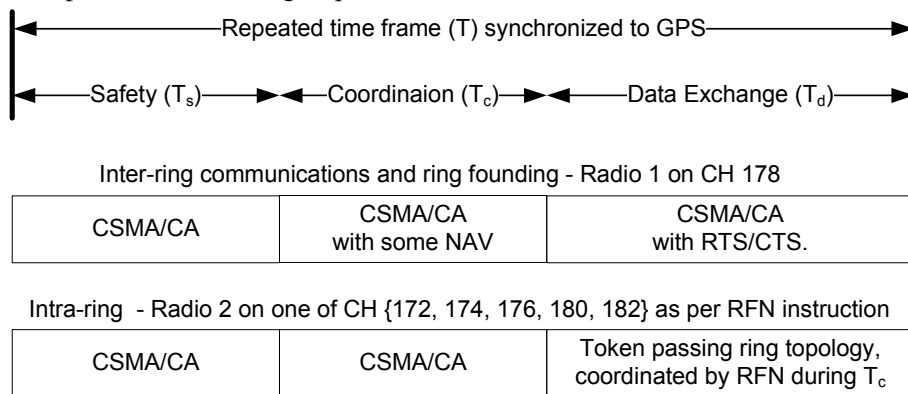 Repeated time frame (T) synchronized to GPS
Safety (Ts) Coordinaion (Tc) Data Exchange (Td)
Inter-ring communications and ring founding - Radio 1 on CH 178
CSMA/CA
CSMA/CA
with some NAV
CSMA/CA
with RTS/CTS.
Intra-ring - Radio 2 on one of CH {172, 174, 176, 180, 182} as per RFN instruction
CSMA/CA
CSMA/CA
Token passing ring topology,
coordinated by RFN during Tc